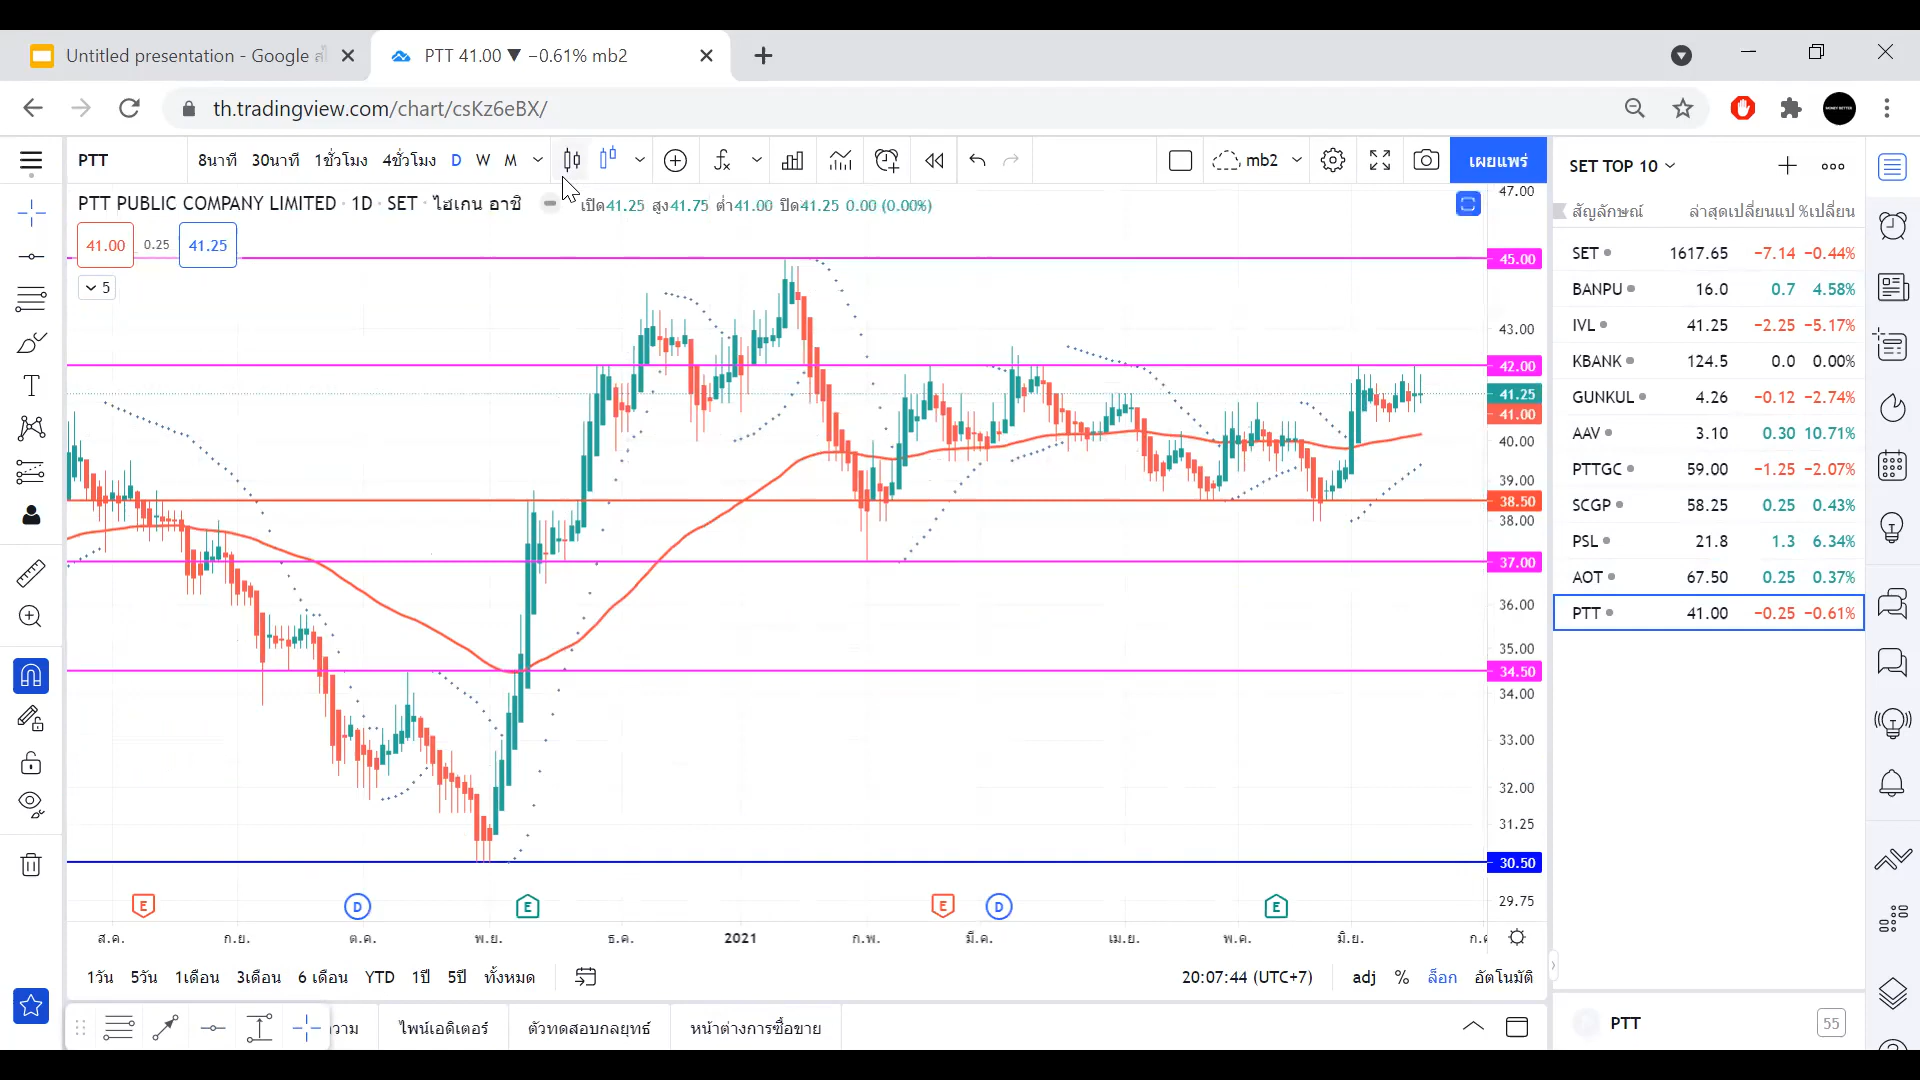 Untitled presentation - Google ส
PTT 41.00 ▼ −0.61% mb2
th.tradingview.com/chart/csKz6eBX/
PTT
8นาที 30นาที 1ชั่วโมง 4ชั่วโมง D W M
mb2
เผยแพร่
SET TOP 10
PTT PUBLIC COMPANY LIMITED · 1D · SET · ไฮเกน อาชิ
เปิด41.25 สูง41.75 ต่ำ41.00 ปิด41.25 0.00 (0.00%)
41.00 0.25 41.25
5
47.00
45.00
43.00
42.00
41.25
41.00
40.00
39.00
38.50
38.00
37.00
36.00
35.00
34.50
34.00
33.00
32.00
31.25
30.50
29.75
สัญลักษณ์ ล่าสุด เปลี่ยนแป %เปลี่ยน
SET 1617.65 −7.14 −0.44%
BANPU 16.0 0.7 4.58%
IVL 41.25 −2.25 −5.17%
KBANK 124.5 0.0 0.00%
GUNKUL 4.26 −0.12 −2.74%
AAV 3.10 0.30 10.71%
PTTGC 59.00 −1.25 −2.07%
SCGP 58.25 0.25 0.43%
PSL 21.8 1.3 6.34%
AOT 67.50 0.25 0.37%
PTT 41.00 −0.25 −0.61%
E D E E D E
ส.ค. ก.ย. ต.ค. พ.ย. ธ.ค. 2021 ก.พ. มี.ค. เม.ย. พ.ค. มิ.ย. ก.ค
1วัน 5วัน 1เดือน 3เดือน 6 เดือน YTD 1ปี 5ปี ทั้งหมด
20:07:44 (UTC+7) adj % ล็อก อัตโนมัติ
วาม ไพน์เอดิเตอร์ ตัวทดสอบกลยุทธ์ หน้าต่างการซื้อขาย
PTT 55